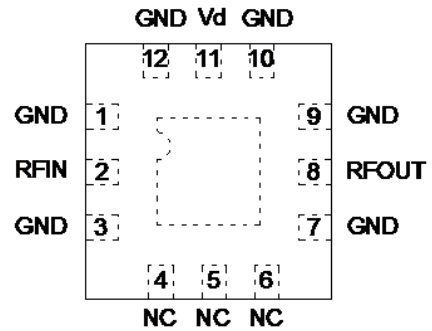 GND Vd GND
12 11 10
GND 1 9 GND
RFIN 2 8 RFOUT
GND 3 7 GND
4 5 6
NC NC NC